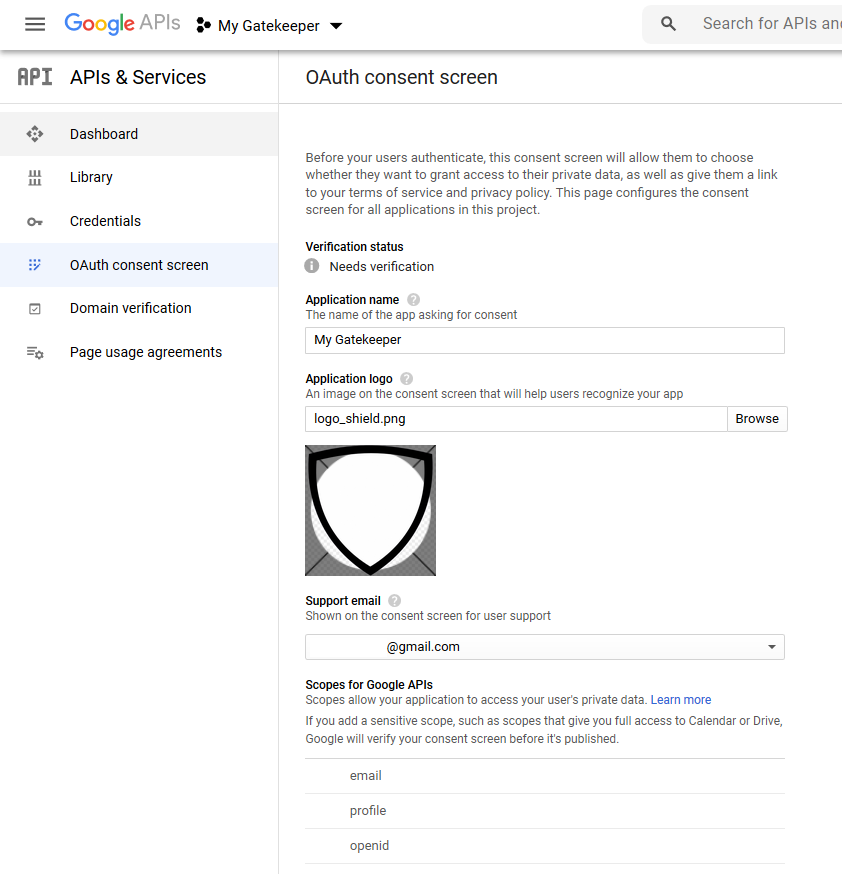 Google APIs
My Gatekeeper
Search for APIs an
API APIs & Services
OAuth consent screen
Dashboard
Library
Credentials
OAuth consent screen
Domain verification
Page usage agreements
Before your users authenticate, this consent screen will allow them to choose
whether they want to grant access to their private data, as well as give them a link
to your terms of service and privacy policy. This page configures the consent
screen for all applications in this project.
Verification status
Needs verification
Application name
The name of the app asking for consent
My Gatekeeper
Application logo
An image on the consent screen that will help users recognize your app
logo_shield.png
Browse
Support email
Shown on the consent screen for user support
@gmail.com
Scopes for Google APIs
Scopes allow your application to access your user's private data. Learn more
If you add a sensitive scope, such as scopes that give you full access to Calendar or Drive,
Google will verify your consent screen before it's published.
email
profile
openid